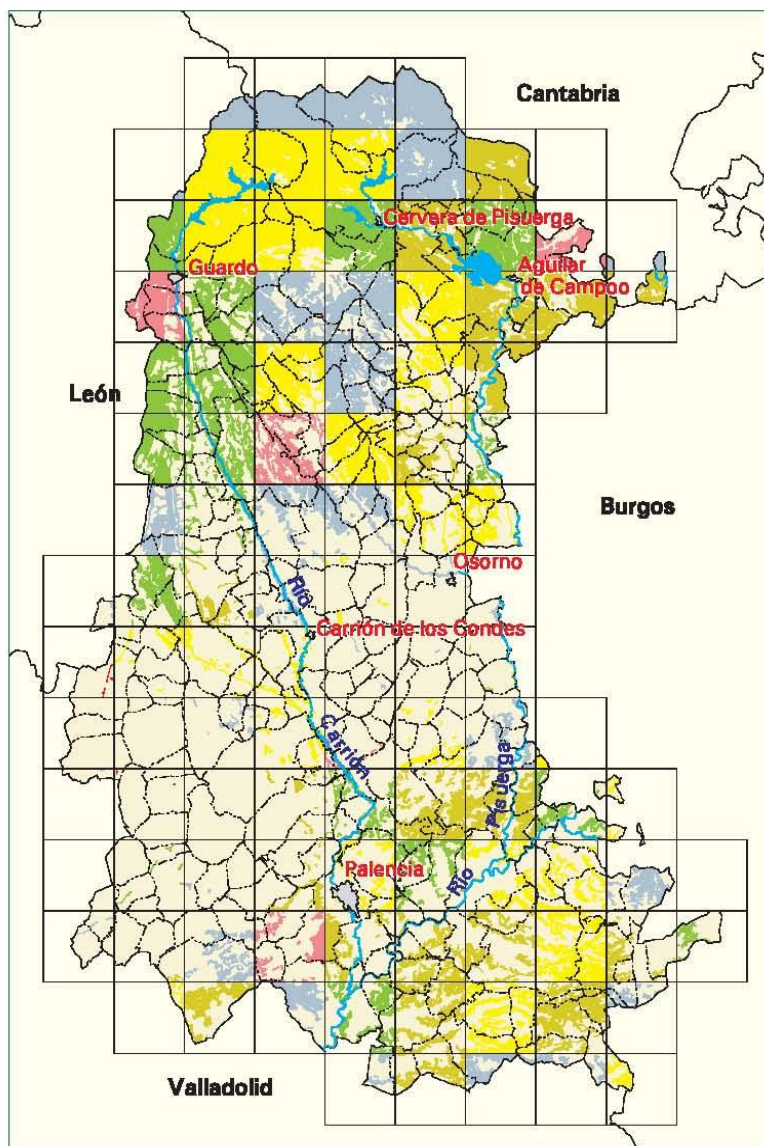 Cantabria
Cervera de Pisuerga
Guardo
Aguilar
de Campoo
León
Burgos
Osorno
Río
Carrión de los Condes
Carrión
Pisuerga
Palencia
Río
Valladolid